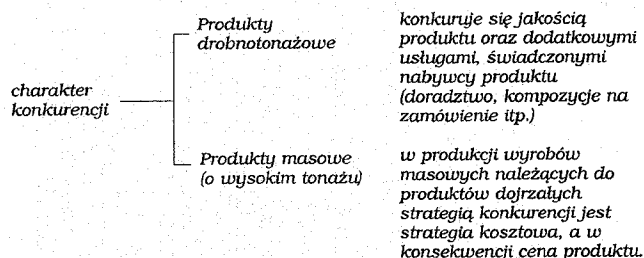 charakter
konkurencji
Produkty
drobnotonażowe
konkuruje się jakością
produktu oraz dodatkowymi
usługami, świadczonymi
nabywcy produktu
(doradztwo, kompozycje na
zamówienie itp.)
Produkty masowe
(o wysokim tonażu)
w produkcji wyrobów
masowych należących do
produktów dojrzałych
strategią konkurencji jest
strategia kosztowa, a w
konsekwencji cena produktu.